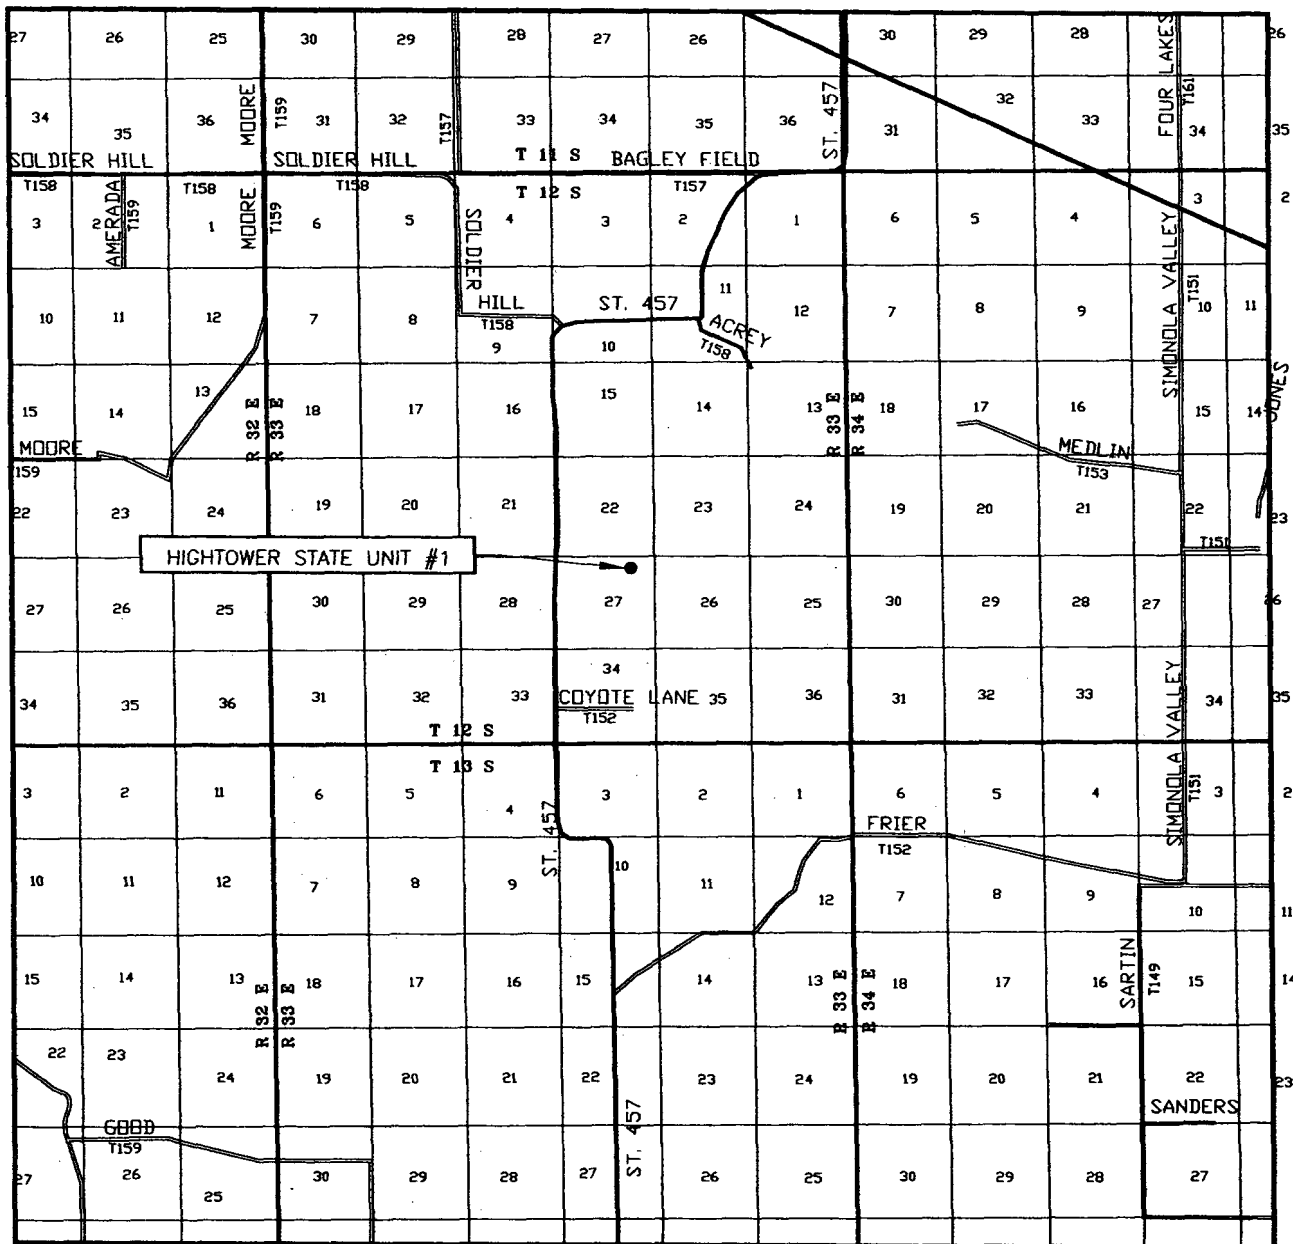 27 26 25 30 29 28 27 26 30 29 28 26
FOUR LAKES
T161
34 35 36 MOORE T159 31 32 T157 33 34 35 36 ST. 457 31 32 33 34 35
SOLDIER HILL SOLDIER HILL T 11 S BAGLEY FIELD
T158 T158 T158 T 12 S T157
3 2 AMERADA T159 1 MOORE T159 6 5 SOLDIER 4 3 2 1 6 5 4 3 2
SIMONOLA VALLEY
T151
HILL ST. 457
T158
ACREY
T158
10 11 12 7 8 9 10 11 12 7 8 9 10 11
15 14 13 R 32 E R 33 E 18 17 16 15 14 13 R 33 E R 34 E 18 17 16 15 14 JONES
MOORE
T159
MEDLIN
T153
22 23 24 19 20 21 22 23 24 19 20 21 22 23
T151
HIGHTOWER STATE UNIT #1
27 26 25 30 29 28 27 26 25 30 29 28 27 26
34 35 36 31 32 33 34 35 36 31 32 33 34 35
COYOTE LANE
T152
SIMONOLA VALLEY
T151
T 12 S
T 13 S
3 2 11 6 5 4 3 2 1 6 5 4 3 2
ST. 457
FRIER
T152
10 11 12 7 8 9 10 11 12 7 8 9 10 11
15 14 13 R 32 E R 33 E 18 17 16 15 14 13 R 33 E R 34 E 18 17 16 SARTIN T149 15 14
22 23 24 19 20 21 22 23 24 19 20 21 22 23
ST. 457
SANDERS
GOOD
T159
27 26 25 30 29 28 27 26 25 30 29 28 27